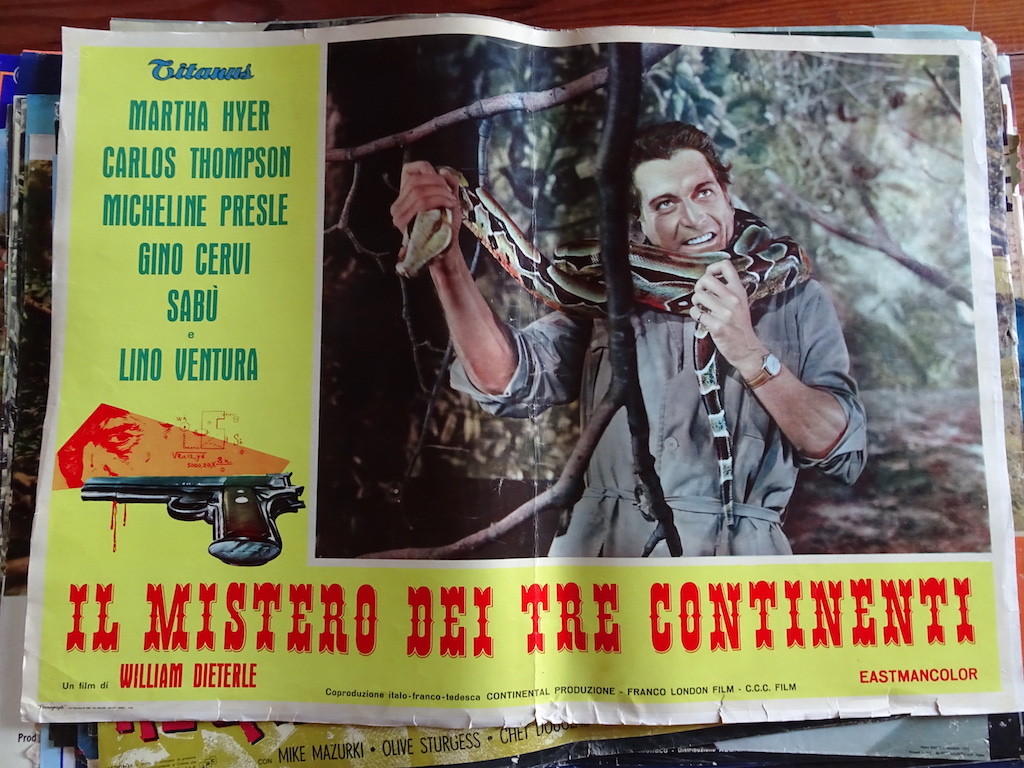 Titanus
MARTHA HYER
CARLOS THOMPSON
MICHELINE PRESLE
GINO CERVI
SABÙ
e
LINO VENTURA
IL MISTERO DEI TRE CONTINENTI
Un film di WILLIAM DIETERLE
EASTMANCOLOR
Coproduzione italo-franco-tedesca CONTINENTAL PRODUZIONE - FRANCO LONDON FILM - C.C.C. FILM
Prod
CON MIKE MAZURKI • OLIVE STURGESS •